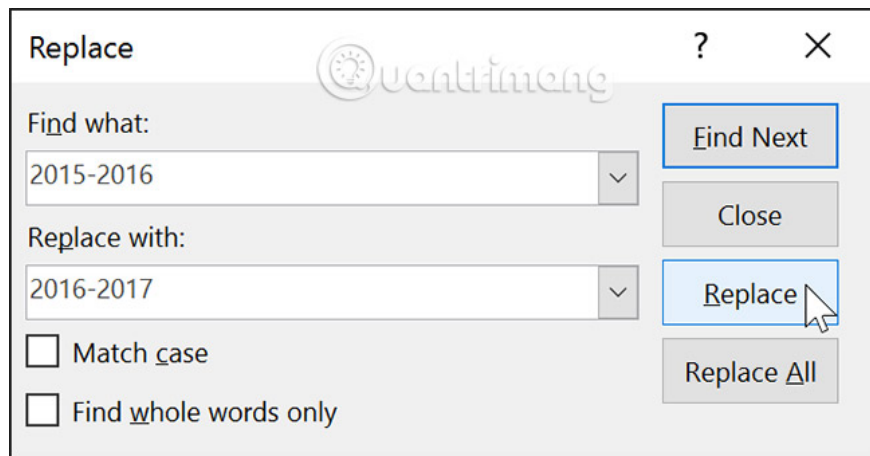 Replace
?
Quantrimang
Find what:
Find Next
2015-2016
Close
Replace with:
2016-2017
Replace
Match case
Replace All
Find whole words only